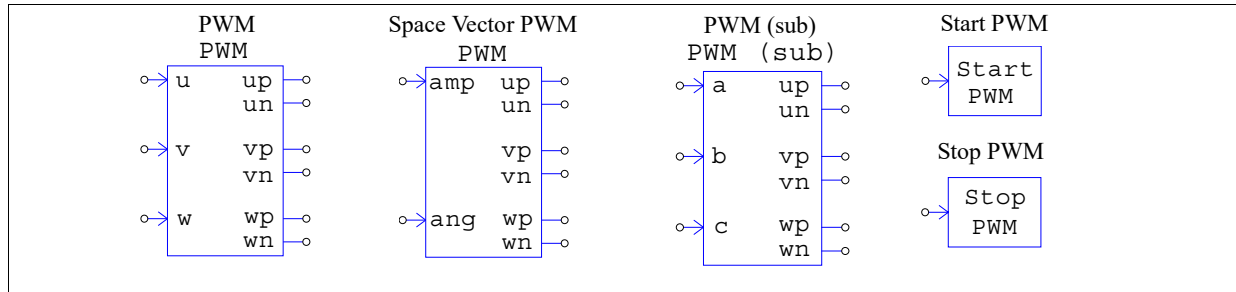 PWM
PWM
u up
un
v vp
vn
w wp
wn
Space Vector PWM
PWM
amp up
un
vp
vn
ang wp
wn
PWM (sub)
PWM (sub)
a up
un
b vp
vn
c wp
wn
Start PWM
Start
PWM
Stop PWM
Stop
PWM